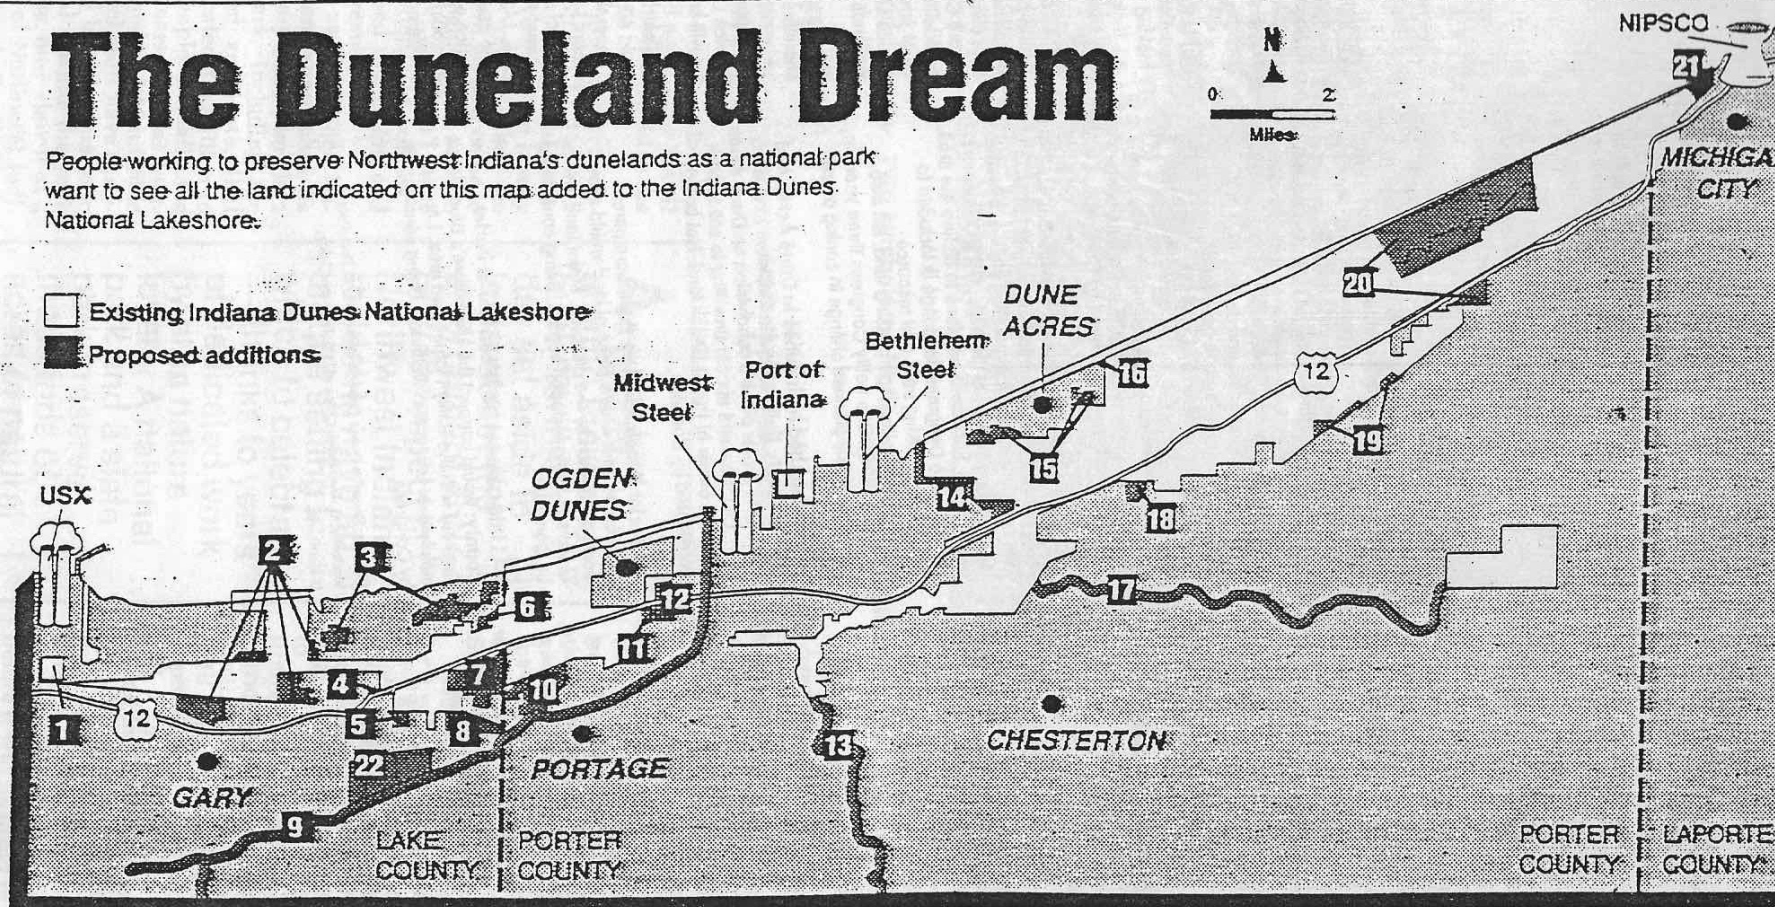 The Duneland Dream
People working to preserve Northwest Indiana's dunelands as a national park
want to see all the land indicated on this map added to the Indiana Dunes
National Lakeshore.
Existing Indiana Dunes National Lakeshore
Proposed additions
N
0 2
Miles
NIPSCO
21
MICHIGA
CITY
20
DUNE
ACRES
Bethlehem
Steel
16
12
Port of
Indiana
Midwest
Steel
19
15
14
18
OGDEN
DUNES
USX
2
3
6
12
17
11
7
4
10
1
12
5
8
13
22
CHESTERTON
PORTAGE
GARY
9
LAKE
COUNTY
PORTER
COUNTY
PORTER
COUNTY
LAPORTE
COUNTY